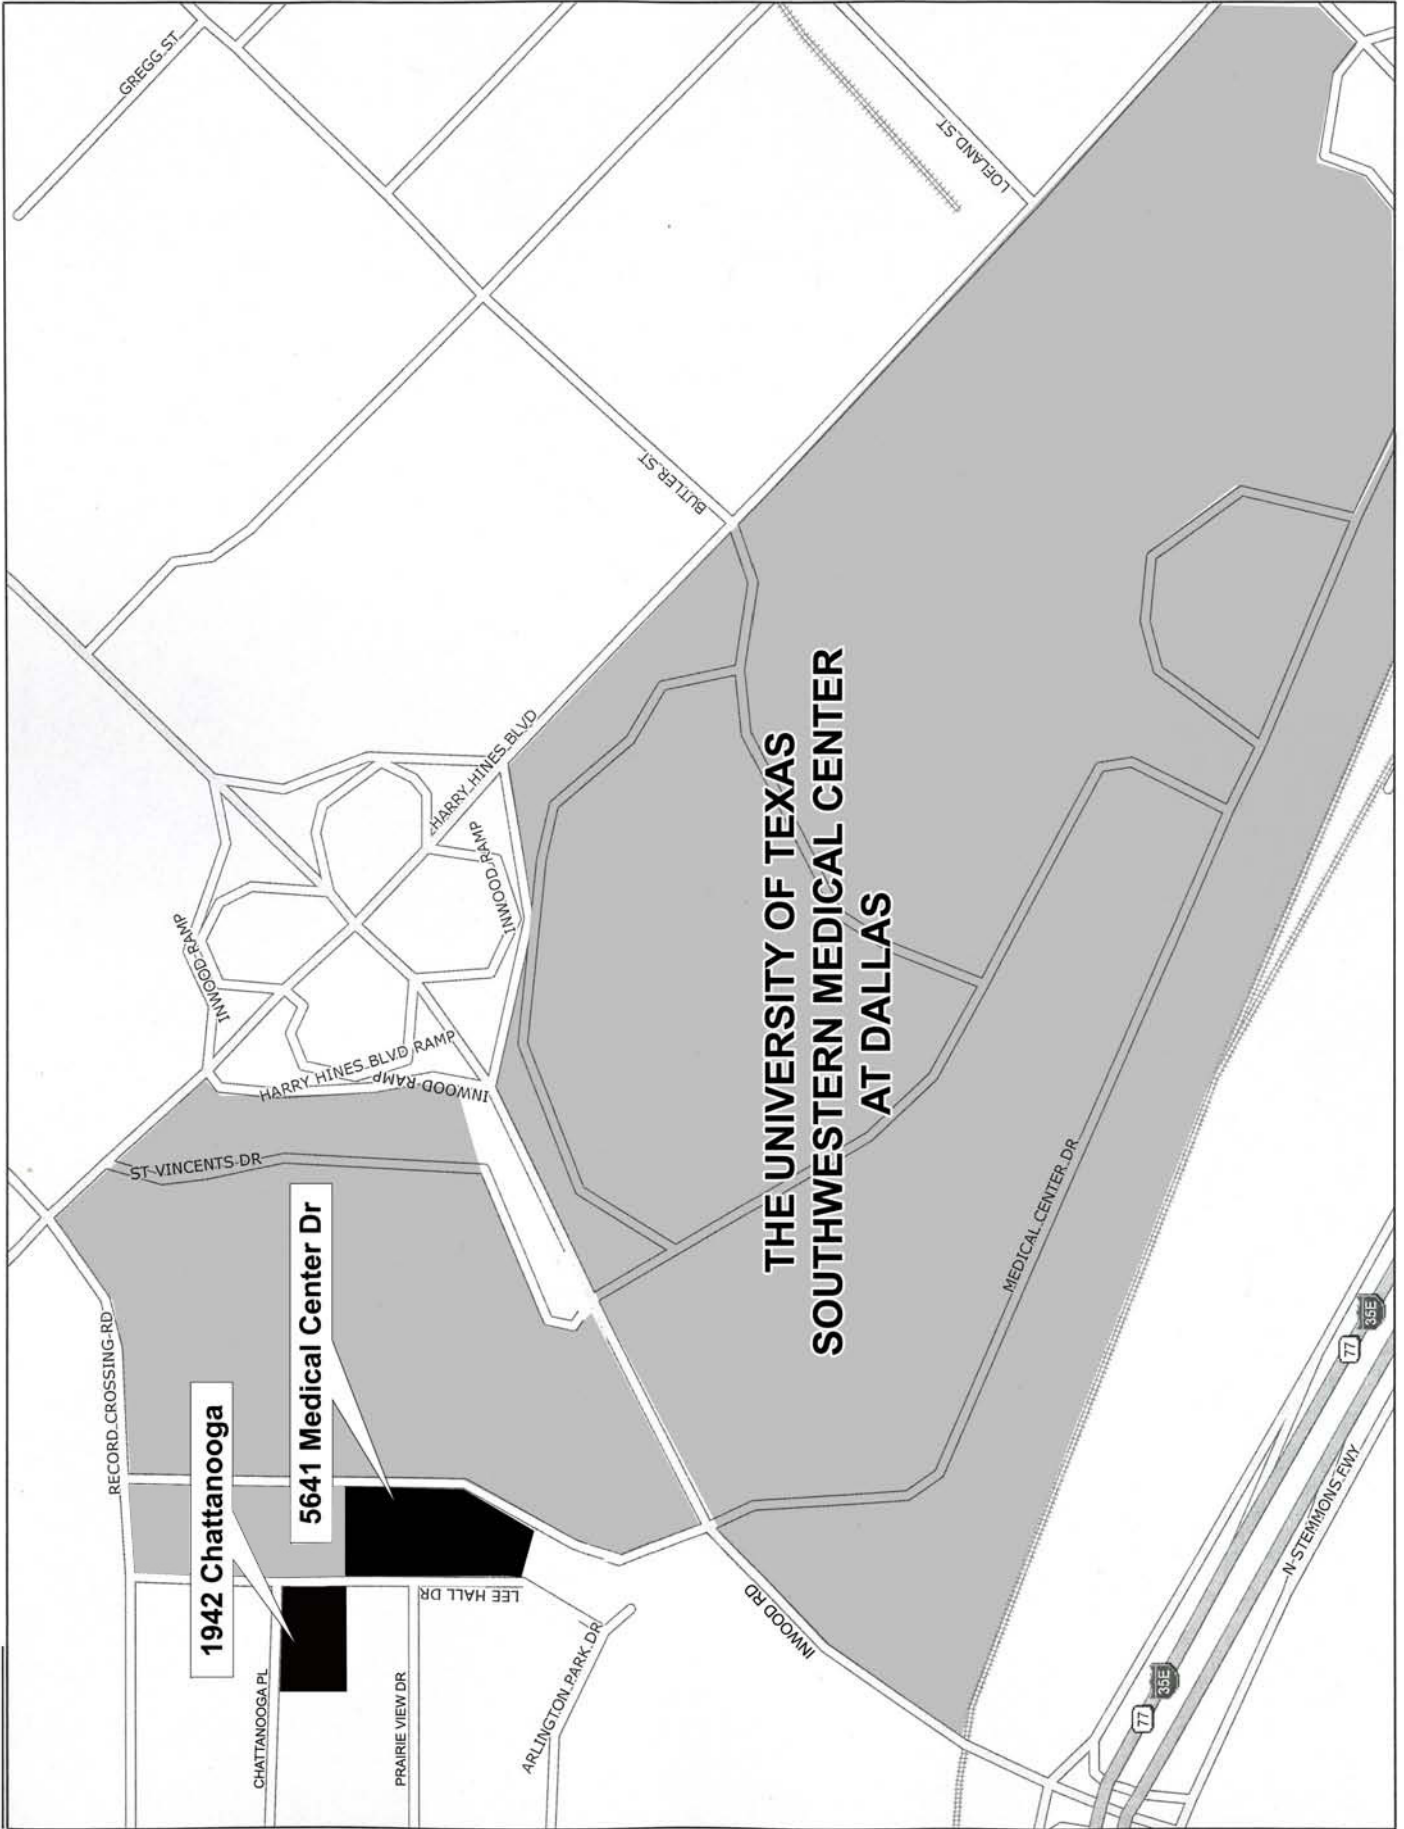 GREGG ST
LOFLAND ST
BUTLER ST
HARRY HINES BLVD
INWOOD RAMP
INWOOD RAMP
HARRY HINES BLVD RAMP
INWOOD RAMP
ST VINCENTS DR
RECORD CROSSING RD
1942 Chattanooga
5641 Medical Center Dr
THE UNIVERSITY OF TEXAS
SOUTHWESTERN MEDICAL CENTER
AT DALLAS
MEDICAL CENTER DR
LEE HALL DR
CHATTANOOGA PL
PRAIRIE VIEW DR
ARLINGTON PARK DR
INWOOD RD
N STEMMONS FWY
77
35E
77
35E